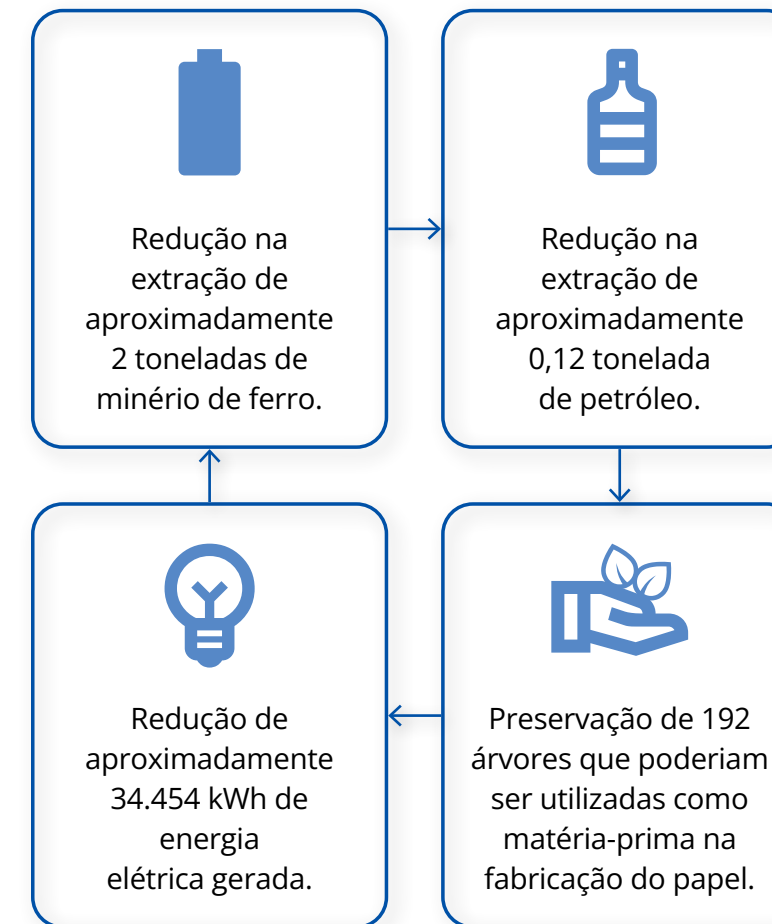 Redução na
extração de
aproximadamente
2 toneladas de
minério de ferro.
Redução na
extração de
aproximadamente
0,12 tonelada
de petróleo.
Redução de
aproximadamente
34.454 kWh de
energia
elétrica gerada.
Preservação de 192
árvores que poderiam
ser utilizadas como
matéria-prima na
fabricação do papel.